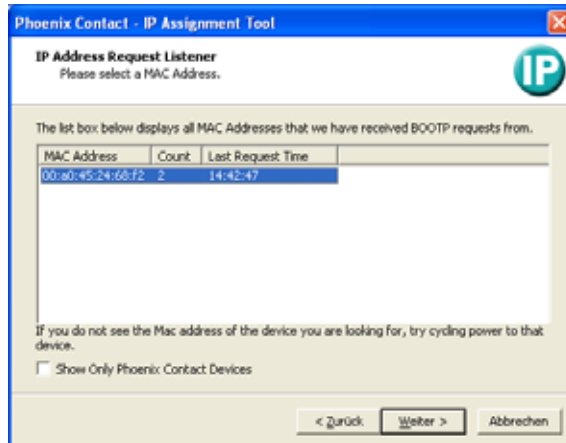 Phoenix Contact - IP Assignment Tool
IP Address Request Listener
Please select a MAC Address.
IP
The list box below displays all MAC Addresses that we have received BOOTP requests from.
MAC Address Count Last Request Time
00:a0:45:24:68:f2 2 14:42:47
If you do not see the Mac address of the device you are looking for, try cycling power to that
device.
Show Only Phoenix Contact Devices
< Zurück Weiter > Abbrechen